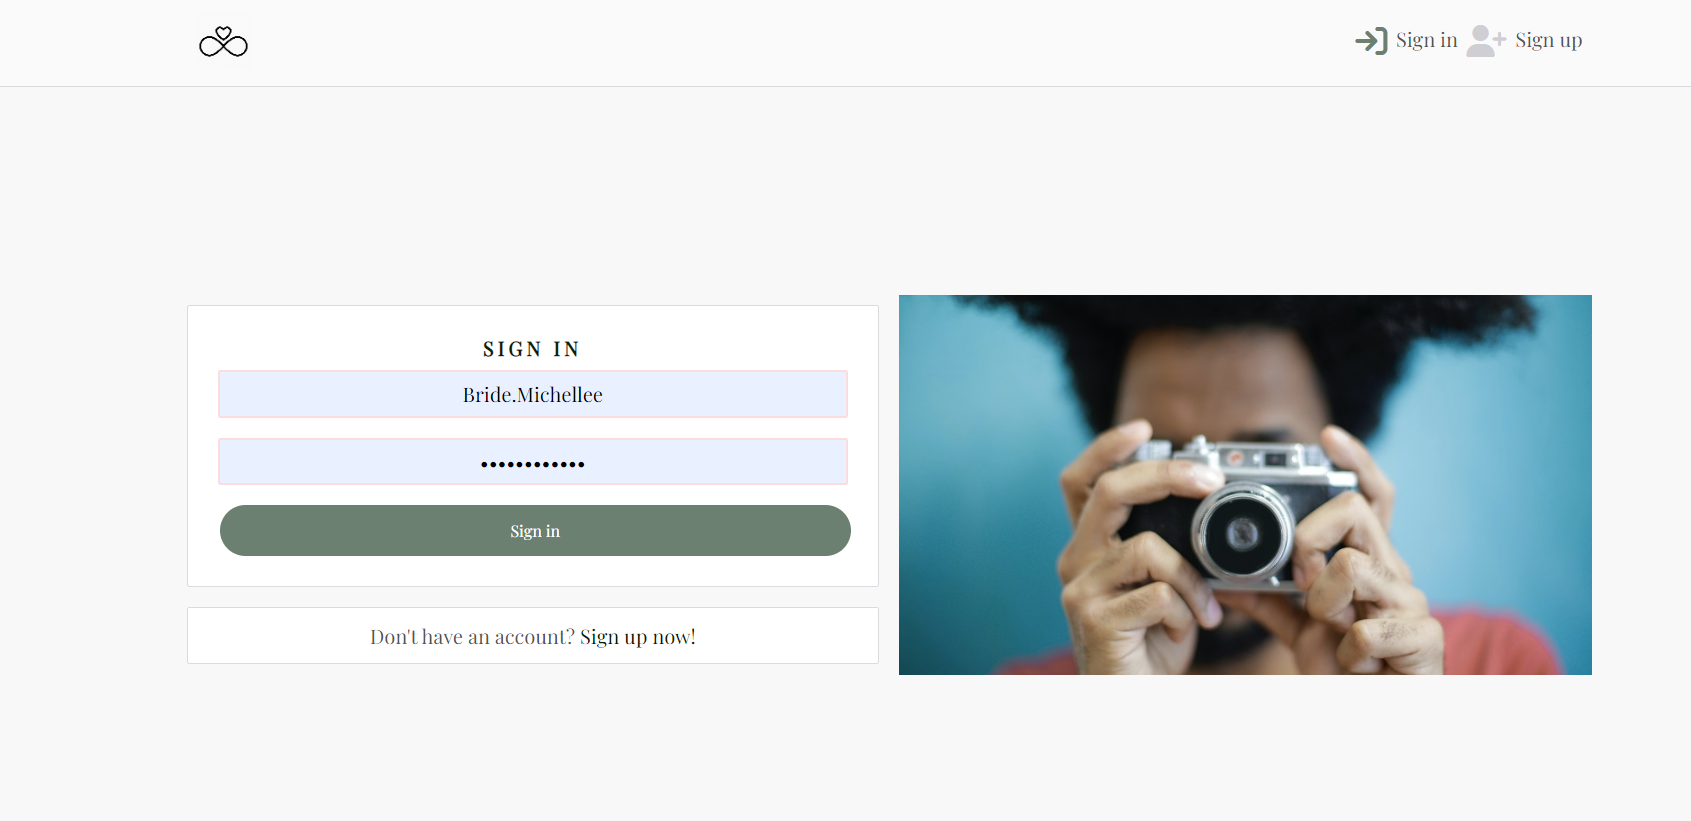 Sign in Sign up
SIGN IN
Bride.Michellee
••••••••••••
Sign in
Don't have an account? Sign up now!